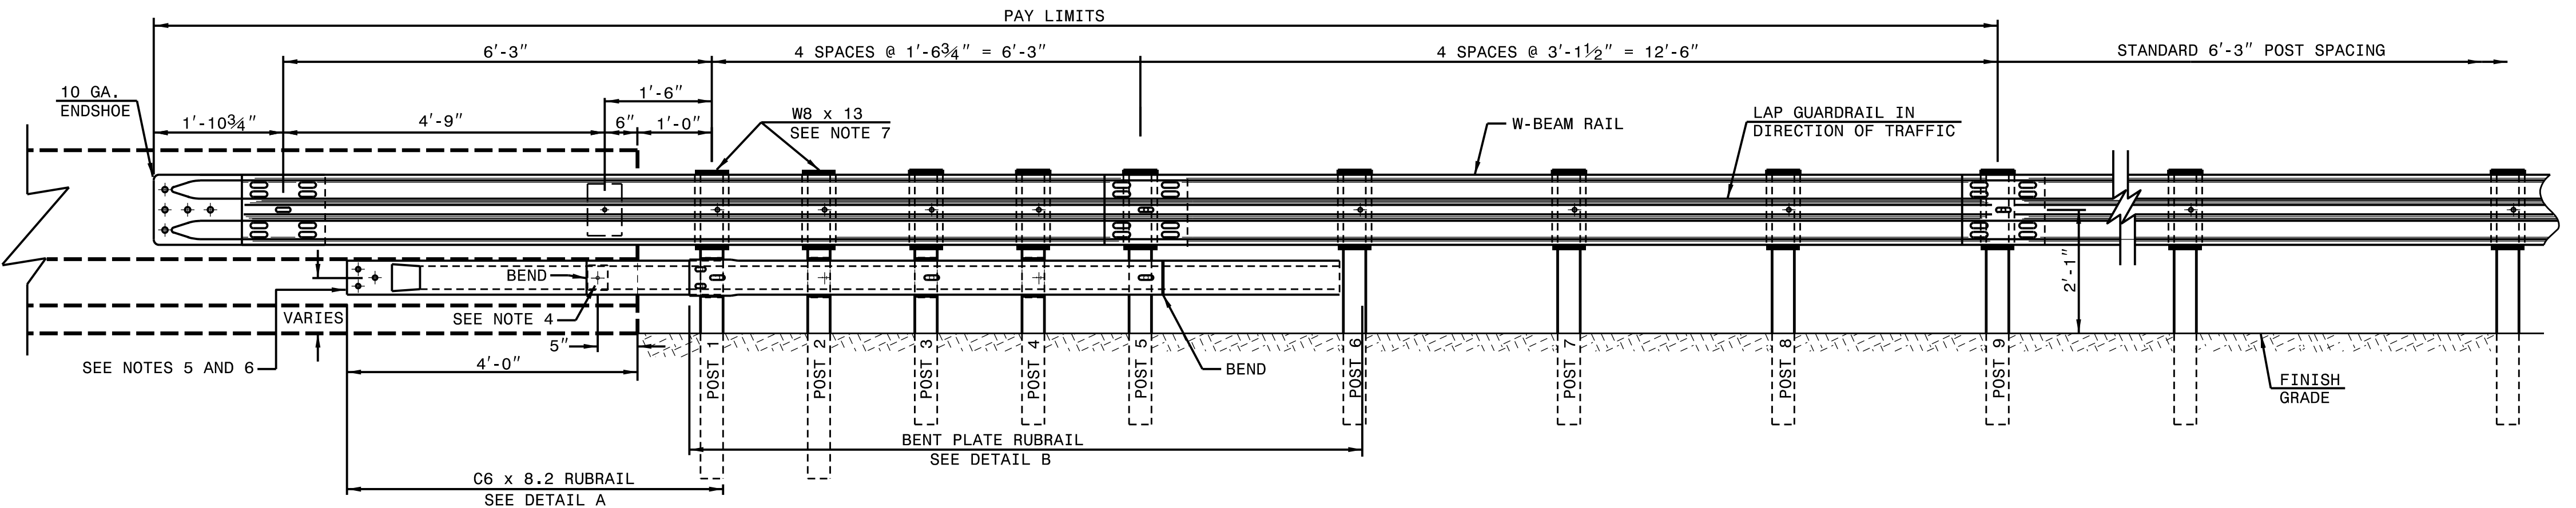 PAY LIMITS
6'-3"
4 SPACES @ 1'-6¾" = 6'-3"
4 SPACES @ 3'-1½" = 12'-6"
STANDARD 6'-3" POST SPACING
10 GA.
ENDSHOE
1'-6"
1'-10¾"
4'-9"
6"
1'-0"
W8 x 13
SEE NOTE 7
W-BEAM RAIL
LAP GUARDRAIL IN
DIRECTION OF TRAFFIC
BEND
2'-1"
VARIES
SEE NOTE 4
5"
SEE NOTES 5 AND 6
4'-0"
POST 1
POST 2
POST 3
POST 4
POST 5
POST 6
POST 7
POST 8
POST 9
BEND
FINISH
GRADE
BENT PLATE RUBRAIL
SEE DETAIL B
C6 x 8.2 RUBRAIL
SEE DETAIL A